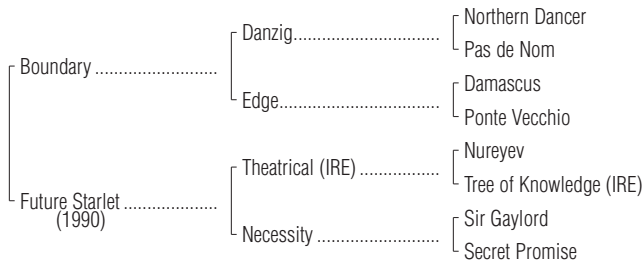 Northern Dancer
Danzig........................................
Pas de Nom
Boundary ................................
Damascus
Edge............................................
Ponte Vecchio
Nureyev
Theatrical (IRE) ......................
Tree of Knowledge (IRE)
Future Starlet .........................
(1990)
Sir Gaylord
Necessity .................................
Secret Promise